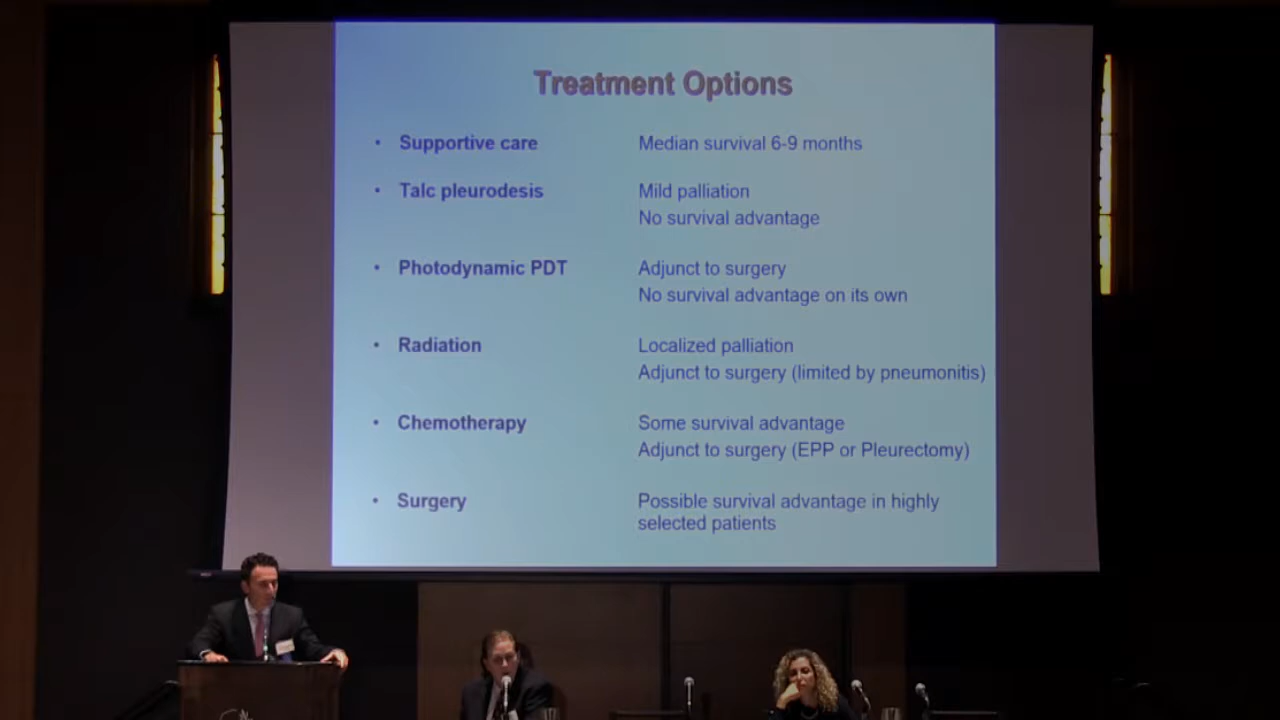 Treatment Options
• Supportive care Median survival 6-9 months
• Talc pleurodesis Mild palliation
No survival advantage
• Photodynamic PDT Adjunct to surgery
No survival advantage on its own
• Radiation Localized palliation
Adjunct to surgery (limited by pneumonitis)
• Chemotherapy Some survival advantage
Adjunct to surgery (EPP or Pleurectomy)
• Surgery Possible survival advantage in highly
selected patients